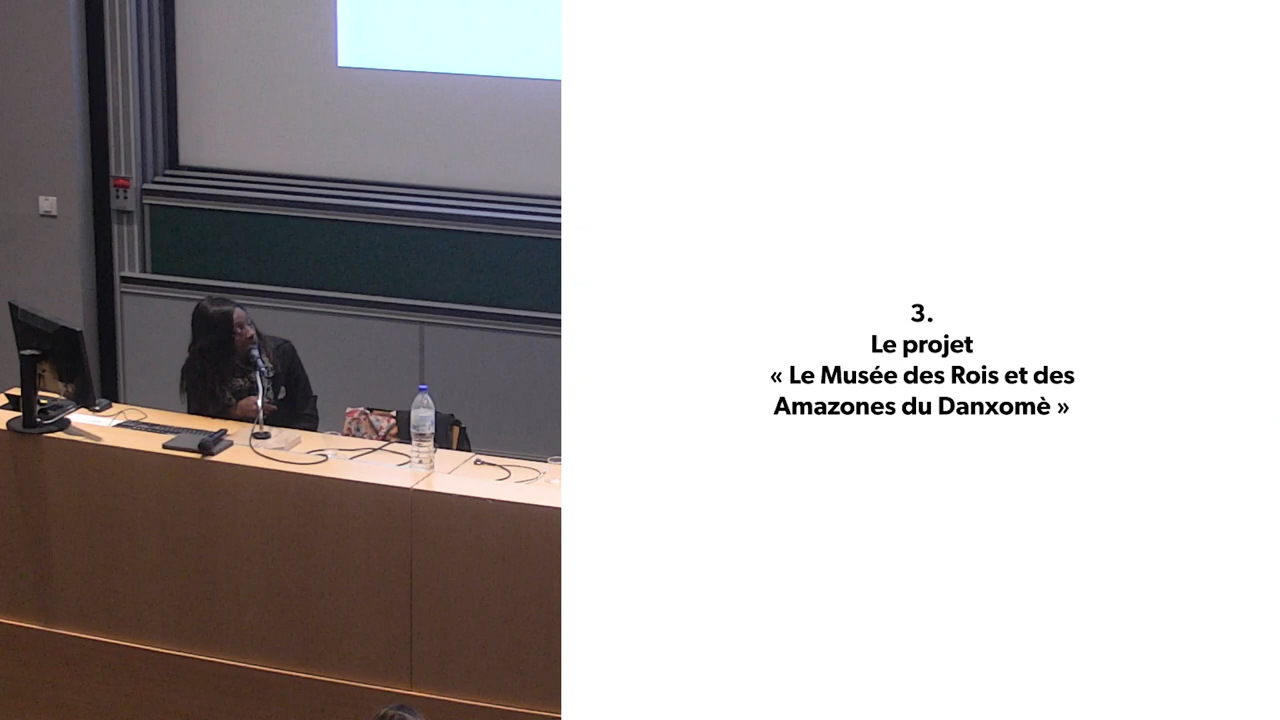 3.
Le projet
« Le Musée des Rois et des
Amazones du Danxomè »